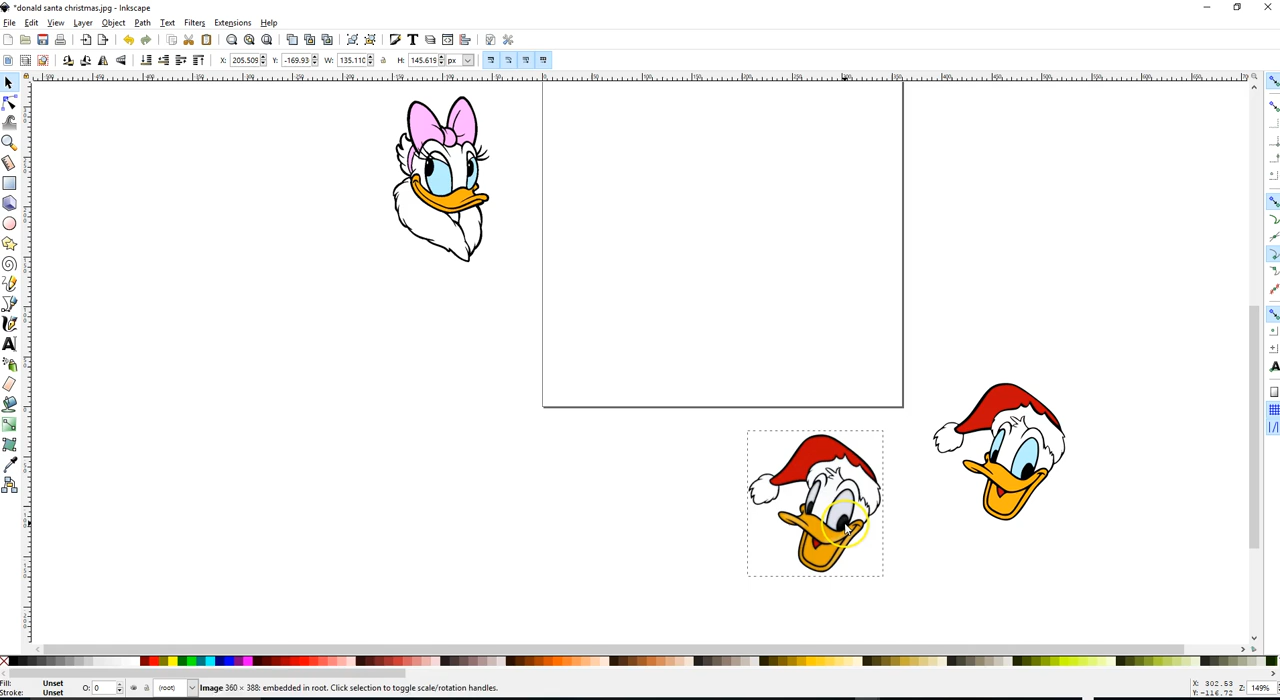 *donald santa christmas.jpg - Inkscape
File Edit View Layer Object Path Text Filters Extensions Help
X: 205.509 Y: -169.93 W: 135.110 H: 145.619 px
Fill: Unset
Stroke: Unset
O: 0
(root)
Image 360 × 388: embedded in root. Click selection to toggle scale/rotation handles.
X: 302.53
Y: -116.72
Z: 149%